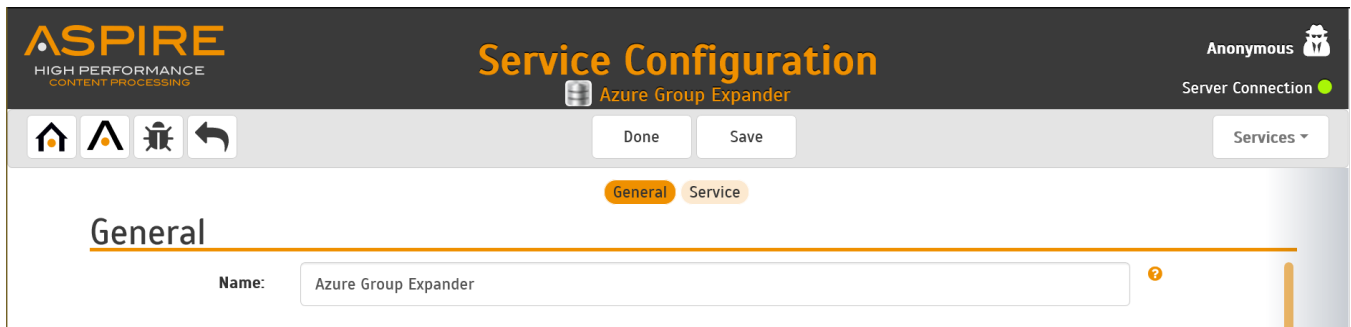 ASPIRE
HIGH PERFORMANCE
CONTENT PROCESSING
Service Configuration
Azure Group Expander
Anonymous
Server Connection
Done
Save
Services
General
Service
General
Name:
Azure Group Expander
?